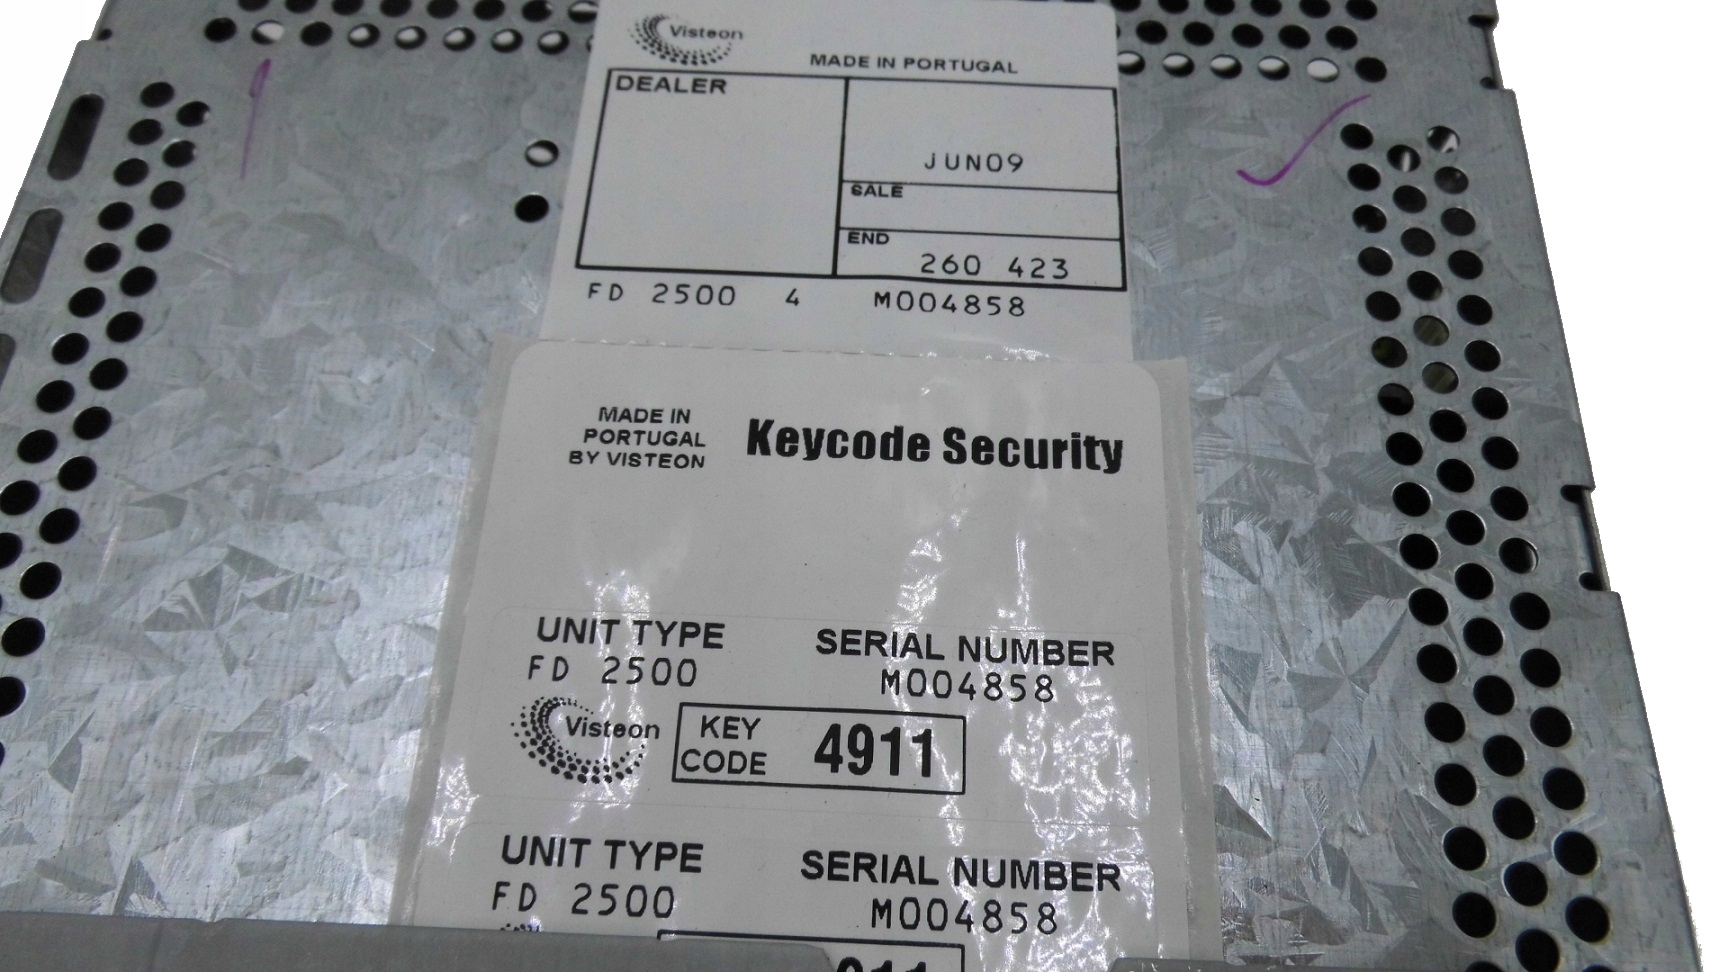 Visteon
MADE IN PORTUGAL
DEALER
JUN09
SALE
END
260 423
FD 2500 4 M004858
MADE IN
PORTUGAL
BY VISTEON
Keycode Security
UNIT TYPE SERIAL NUMBER
FD 2500 M004858
Visteon
KEY
CODE
4911
UNIT TYPE SERIAL NUMBER
FD 2500 M004858